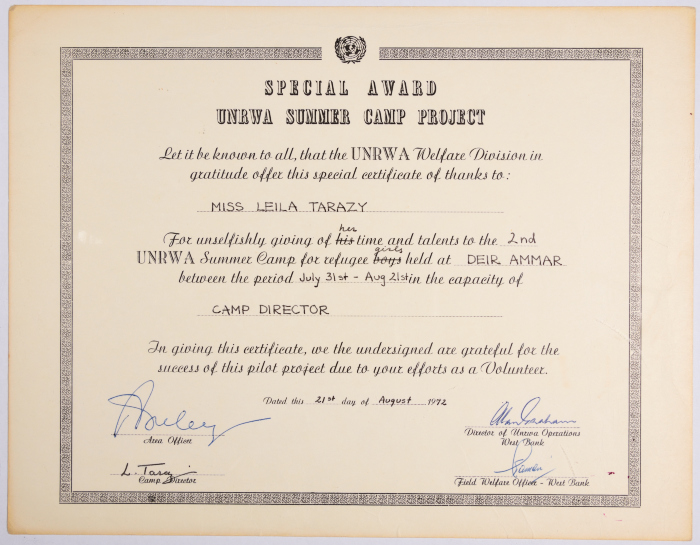 SPECIAL AWARD
UNRWA SUMMER CAMP PROJECT
Let it be known to all, that the UNRWA Welfare Division in
gratitude offer this special certificate of thanks to:
MISS LEILA TARAZY
For unselfishly giving of his her time and talents to the 2nd
UNRWA Summer Camp for refugee boys girls held at DEIR AMMAR
between the period July 31st - Aug 21st in the capacity of
CAMP DIRECTOR
In giving this certificate, we the undersigned are grateful for the
success of this pilot project due to your efforts as a Volunteer.
Dated this 21st day of August 1972
Area Officer
Director of Unrwa Operations
West Bank
L. Tarazi
Camp Director
Field Welfare Officer - West Bank